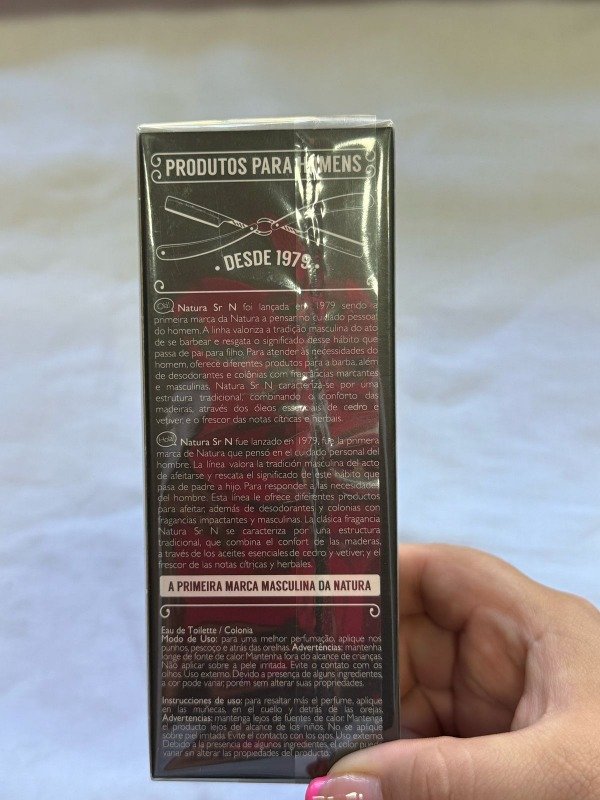 PRODUTOS PARA HOMENS
• DESDE 1979 •
Natura Sr N foi lançada em 1979 sendo a
primeira marca da Natura a pensar no cuidado pessoal
do homem. A linha valoriza a tradição masculina do ato
de se barbear e resgata o significado desse hábito que
passa de pai para filho. Para atender às necessidades do
homem, oferece diferentes produtos para a barba, além
de desodorantes e colônias com fragrâncias marcantes
e masculinas. Natura Sr N caracteriza-se por uma
estrutura tradicional, combinando o conforto das
madeiras, através dos óleos essenciais de cedro e
vetiver, e o frescor das notas cítricas e herbais.
Natura Sr N fue lanzado en 1979, fue la primera
marca de Natura que pensó en el cuidado personal del
hombre. La línea valora la tradición masculina del acto
de afeitarse y rescata el significado de este hábito que
pasa de padre a hijo. Para responder a las necesidades
del hombre. Esta línea le ofrece diferentes productos
para afeitar, además de desodorantes y colonias con
fragancias impactantes y masculinas. La clásica fragancia
Natura Sr N se caracteriza por una estructura
tradicional, que combina el confort de las maderas,
a través de los aceites esenciales de cedro y vetiver, y el
frescor de las notas cítricas y herbales.
A PRIMEIRA MARCA MASCULINA DA NATURA
Eau de Toilette / Colonia
Modo de Uso: para uma melhor perfumação, aplique nos
punhos, pescoço e atrás das orelhas. Advertências: mantenha
longe de fonte de calor. Mantenha fora do alcance de crianças.
Não aplicar sobre a pele irritada. Evite o contato com os
olhos. Uso externo. Devido a presença de alguns ingredientes,
a cor pode variar, porém sem alterar suas propriedades.
Instrucciones de uso: para resaltar más el perfume, aplique
en las muñecas, en el cuello y detrás de las orejas.
Advertencias: mantenga lejos de fuentes de calor. Mantenga
el producto lejos del alcance de los niños. No se aplique
sobre piel irritada. Evite el contacto con los ojos. Uso externo.
Debido a la presencia de algunos ingredientes, el color puede
variar sin alterar las propiedades del producto.